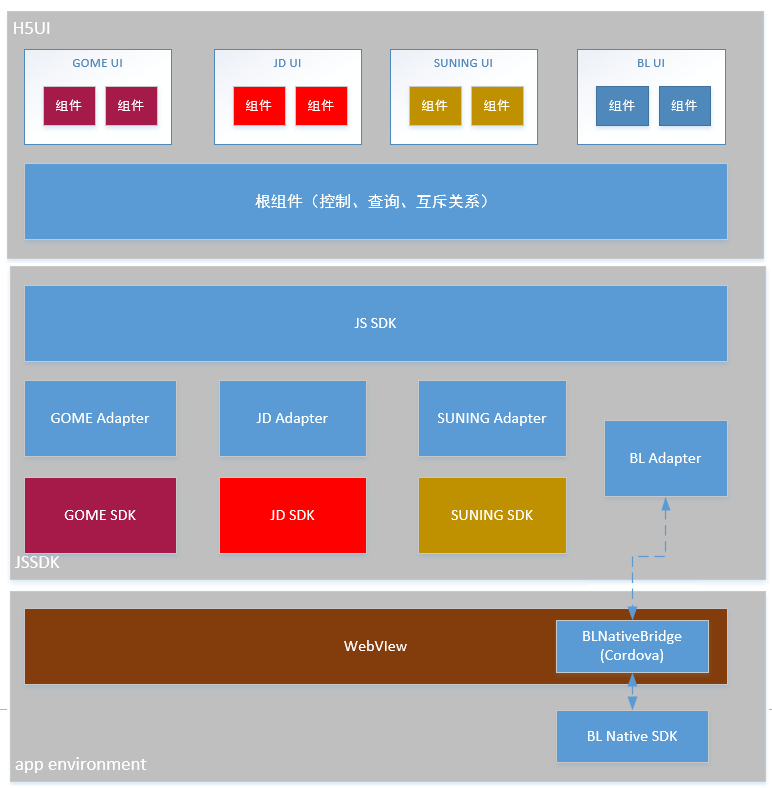 H5UI
GOME UI
JD UI
SUNING UI
BL UI
组件
组件
组件
组件
组件
组件
组件
组件
根组件（控制、查询、互斥关系）
JS SDK
GOME Adapter
JD Adapter
SUNING Adapter
BL Adapter
GOME SDK
JD SDK
SUNING SDK
JSSDK
WebVIew
BLNativeBridge
(Cordova)
BL Native SDK
app environment